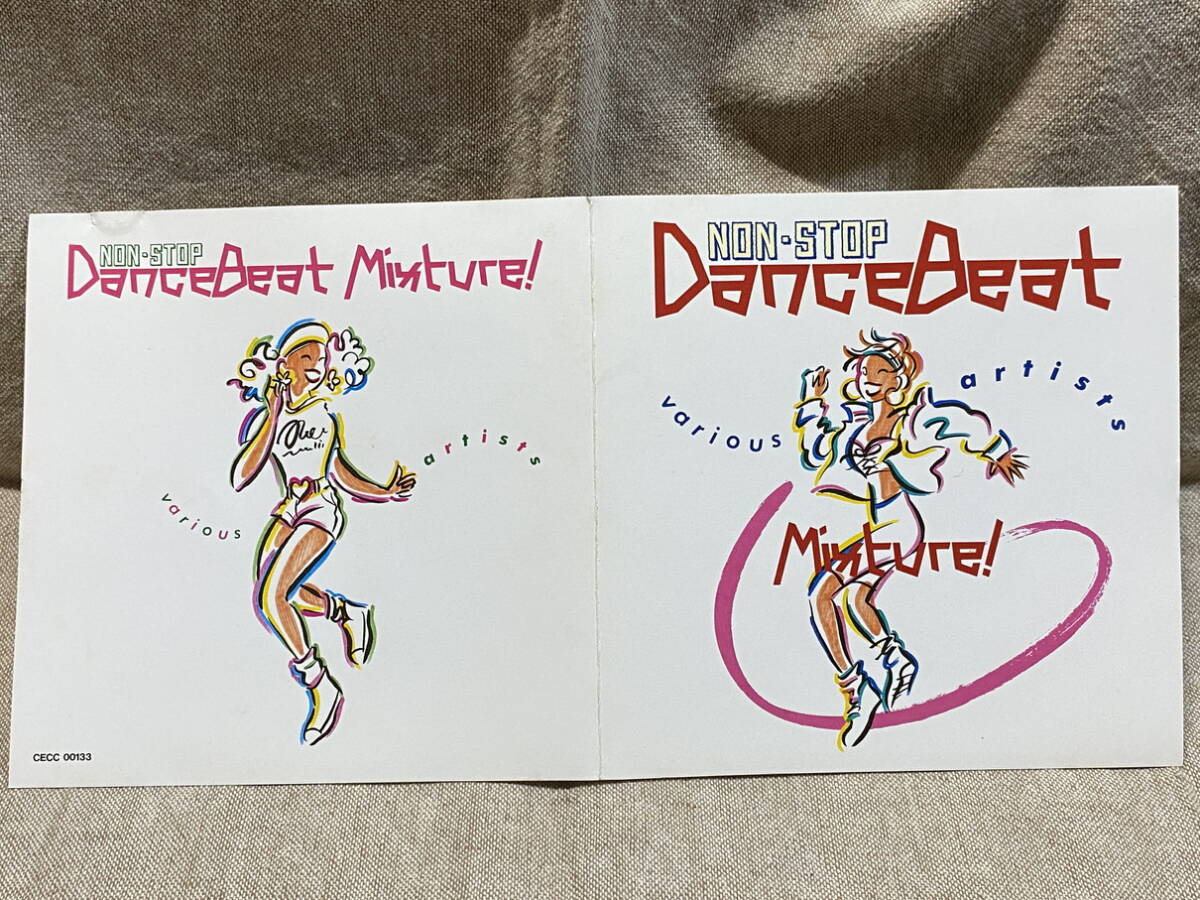 NON-STOP
DanceBeat Mixture!
various artists
CECC 00133
NON-STOP
DanceBeat
various artists
Mixture!